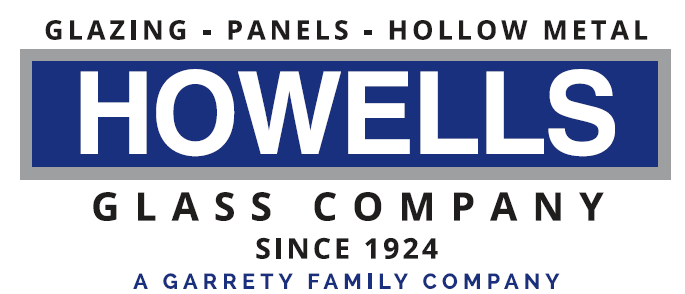 GLAZING - PANELS - HOLLOW METAL
HOWELLS
GLASS COMPANY
SINCE 1924
A GARRETY FAMILY COMPANY